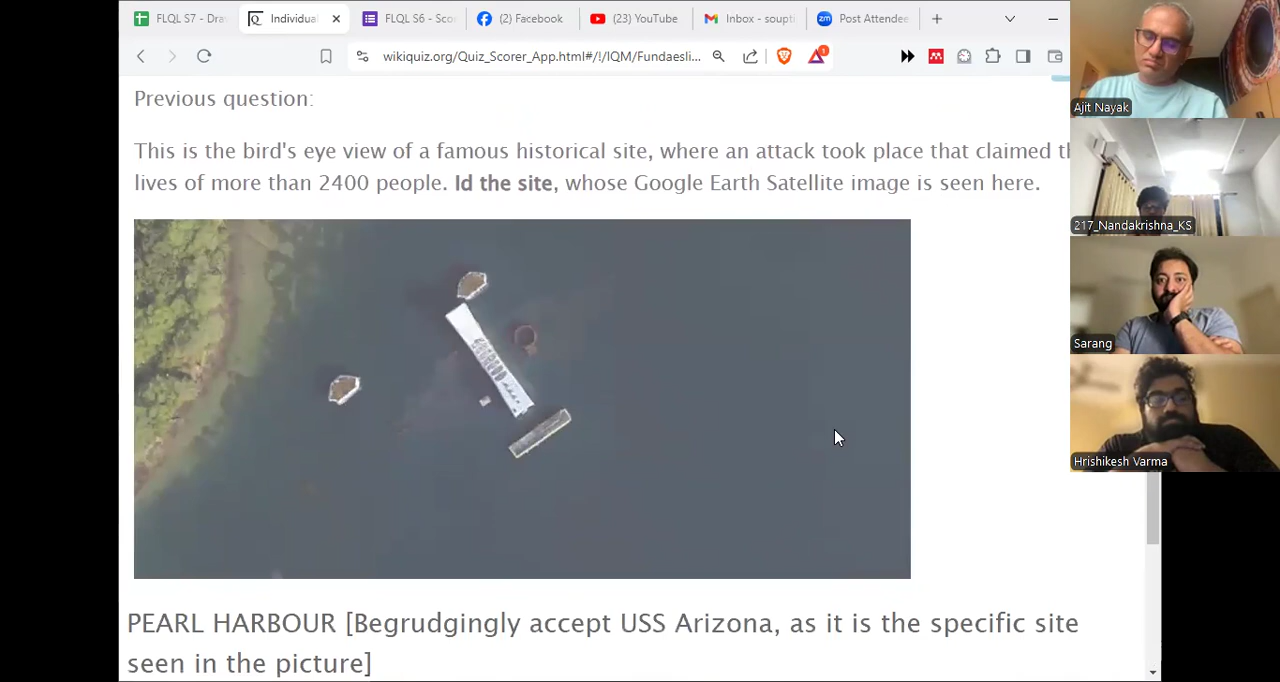 FLQL S7 - Dra
Individual
FLQL S6 - Sco
(2) Facebook
(23) YouTube
Inbox - soupti
Post Attendee
wikiquiz.org/Quiz_Scorer_App.html#/!/IQM/Fundaesli...
1
Previous question:
This is the bird's eye view of a famous historical site, where an attack took place that claimed th
lives of more than 2400 people. Id the site, whose Google Earth Satellite image is seen here.
PEARL HARBOUR [Begrudgingly accept USS Arizona, as it is the specific site
seen in the picture]
Ajit Nayak
217_Nandakrishna_KS
Sarang
Hrishikesh Varma